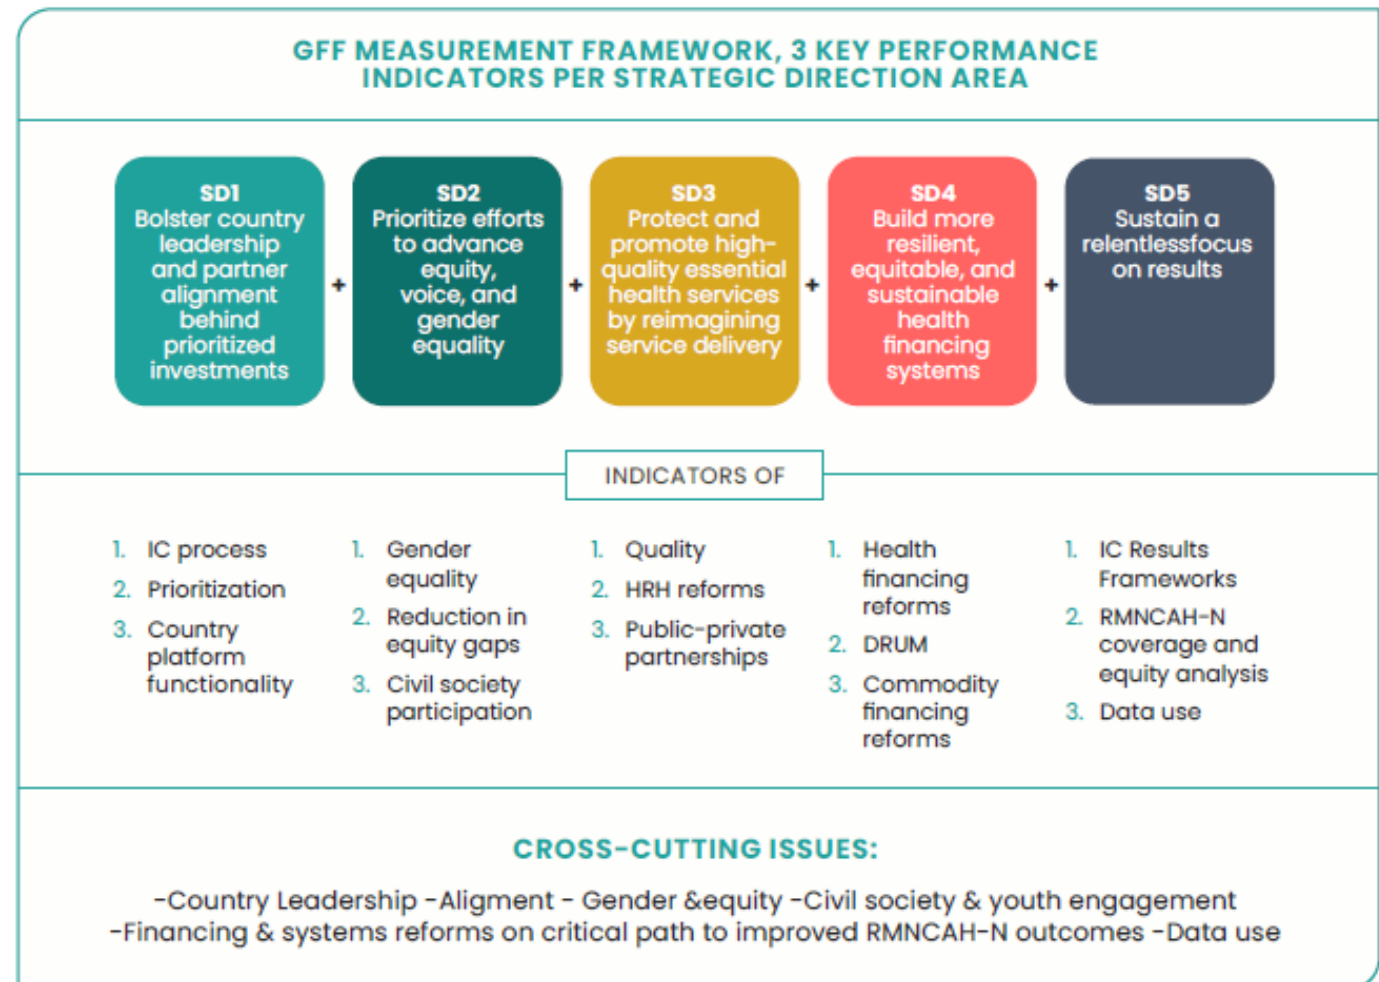 GFF MEASUREMENT FRAMEWORK, 3 KEY PERFORMANCE
INDICATORS PER STRATEGIC DIRECTION AREA
SD1
Bolster country
leadership
and partner
alignment
behind
prioritized
investments
+
SD2
Prioritize efforts
to advance
equity,
voice, and
gender
equality
+
SD3
Protect and
promote high-
quality essential
health services
by reimagining
service delivery
+
SD4
Build more
resilient,
equitable, and
sustainable
health
financing
systems
+
SD5
Sustain a
relentlessfocus
on results
INDICATORS OF
1. IC process
2. Prioritization
3. Country
platform
functionality
1. Gender
equality
2. Reduction in
equity gaps
3. Civil society
participation
1. Quality
2. HRH reforms
3. Public-private
partnerships
1. Health
financing
reforms
2. DRUM
3. Commodity
financing
reforms
1. IC Results
Frameworks
2. RMNCAH-N
coverage and
equity analysis
3. Data use
CROSS-CUTTING ISSUES:
-Country Leadership -Aligment - Gender &equity -Civil society & youth engagement
-Financing & systems reforms on critical path to improved RMNCAH-N outcomes -Data use